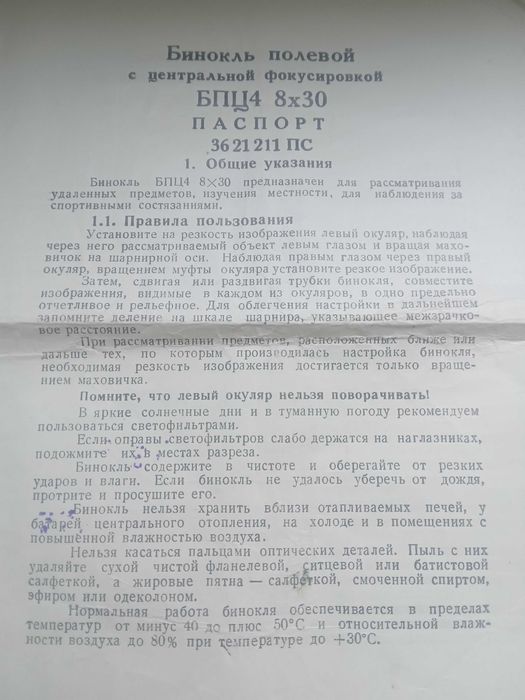 Бинокль полевой
с центральной фокусировкой
БПЦ4 8х30
ПАСПОРТ
3621211 ПС
1. Общие указания
Бинокль БПЦ4 8×30 предназначен для рассматривания
удаленных предметов, изучения местности, для наблюдения за
спортивными состязаниями.
1.1. Правила пользования
Установите на резкость изображения левый окуляр, наблюдая
через него рассматриваемый объект левым глазом и вращая махо-
вичок на шарнирной оси. Наблюдая правым глазом через правый
окуляр, вращением муфты окуляра установите резкое изображение.
Затем, сдвигая или раздвигая трубки бинокля, совместите
изображения, видимые в каждом из окуляров, в одно предельно
отчетливое и рельефное. Для облегчения настройки в дальнейшем
запомните деление на шкале шарнира, указывающее межзрачко-
вое расстояние.
При рассматривании предметов, расположенных ближе или
дальше тех, по которым производилась настройка бинокля,
необходимая резкость изображения достигается только враще-
нием маховичка.
Помните, что левый окуляр нельзя поворачивать!
В яркие солнечные дни и в туманную погоду рекомендуем
пользоваться светофильтрами.
Если оправы светофильтров слабо держатся на наглазниках,
подожмите их в местах разреза.
Бинокль содержите в чистоте и оберегайте от резких
ударов и влаги. Если бинокль не удалось уберечь от дождя,
протрите и просушите его.
Бинокль нельзя хранить вблизи отапливаемых печей, у
батарей центрального отопления, на холоде и в помещениях с
повышенной влажностью воздуха.
Нельзя касаться пальцами оптических деталей. Пыль с них
удаляйте сухой чистой фланелевой, ситцевой или батистовой
салфеткой, а жировые пятна — салфеткой, смоченной спиртом,
эфиром или одеколоном.
Нормальная работа бинокля обеспечивается в пределах
температур от минус 40 до плюс 50°С и относительной влаж-
ности воздуха до 80% при температуре до +30°С.